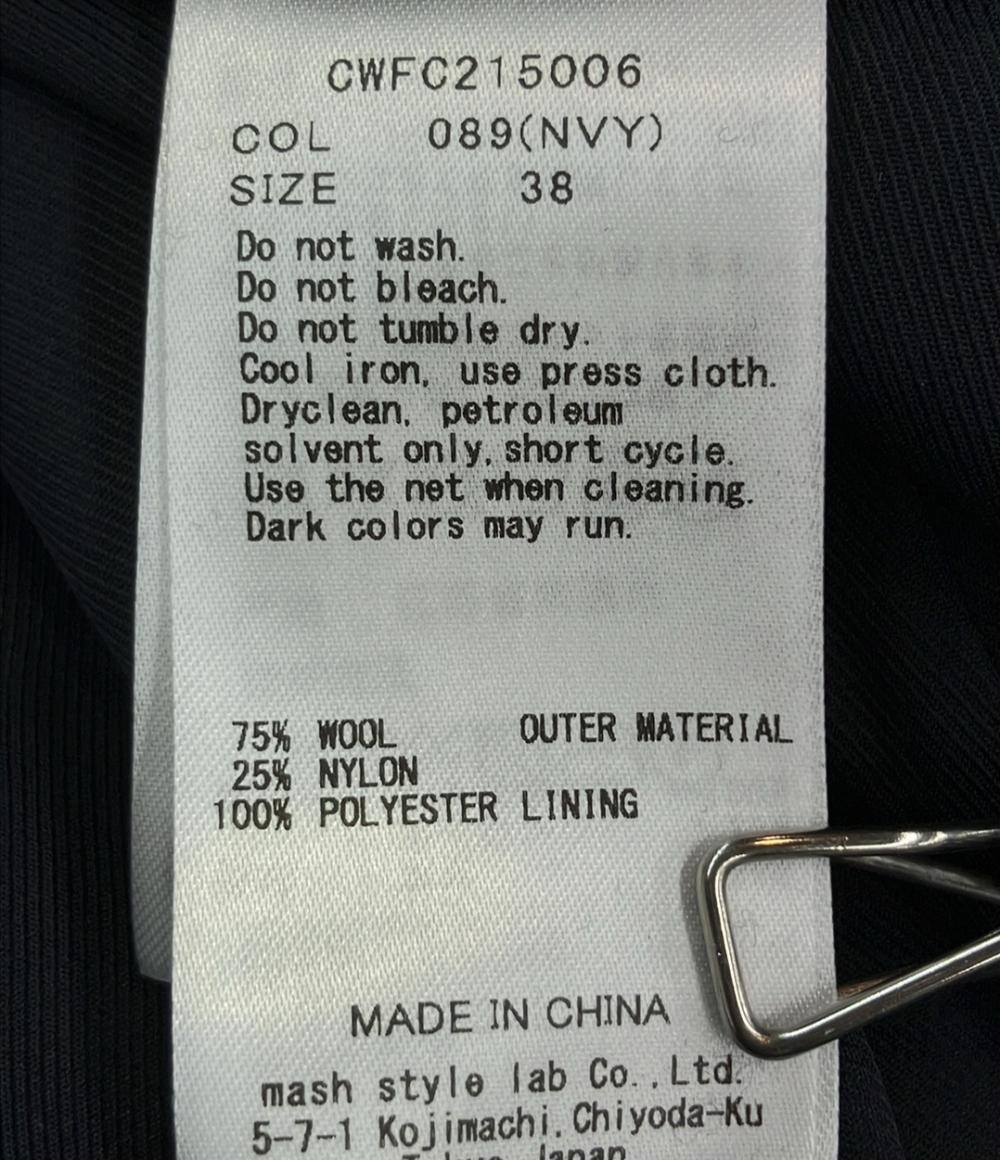 CWFC215006
COL 089(NVY)
SIZE 38
Do not wash.
Do not bleach.
Do not tumble dry.
Cool iron, use press cloth.
Dryclean, petroleum
solvent only, short cycle.
Use the net when cleaning.
Dark colors may run.
75% WOOL OUTER MATERIAL
25% NYLON
100% POLYESTER LINING
MADE IN CHINA
mash style lab Co., Ltd.
5-7-1 Kojimachi, Chiyoda-Ku
Tokyo Japan